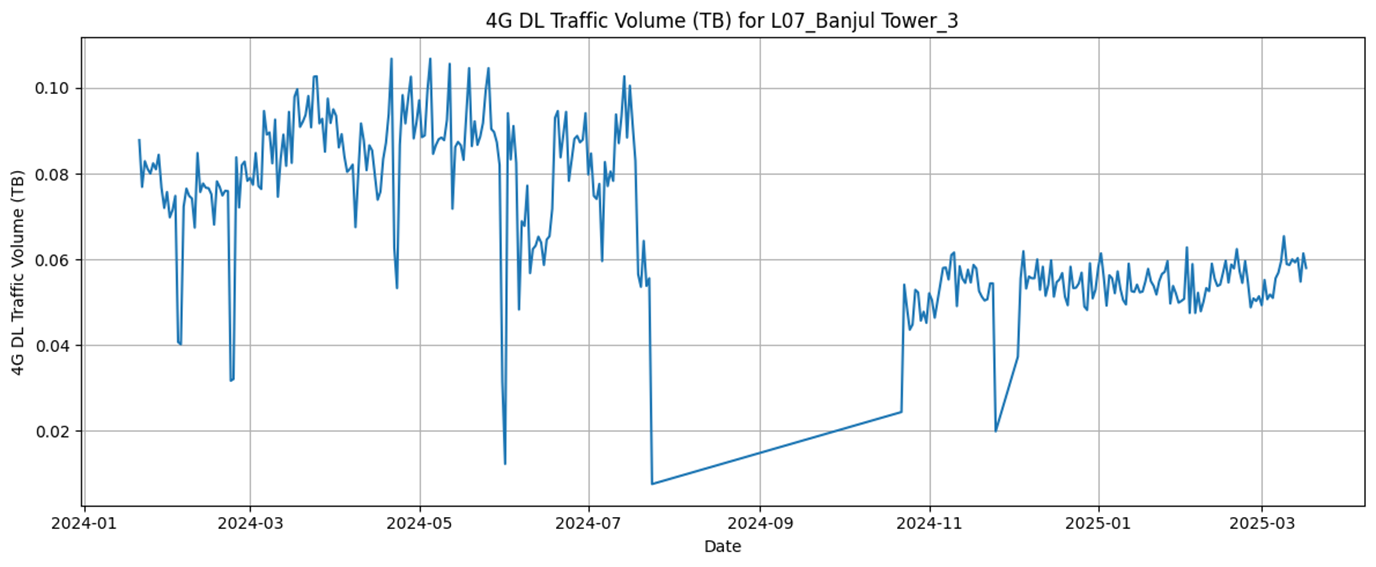 4G DL Traffic Volume (TB) for L07_Banjul Tower_3
4G DL Traffic Volume (TB)
0.10
0.08
0.06
0.04
0.02
2024-01 2024-03 2024-05 2024-07 2024-09 2024-11 2025-01 2025-03
Date